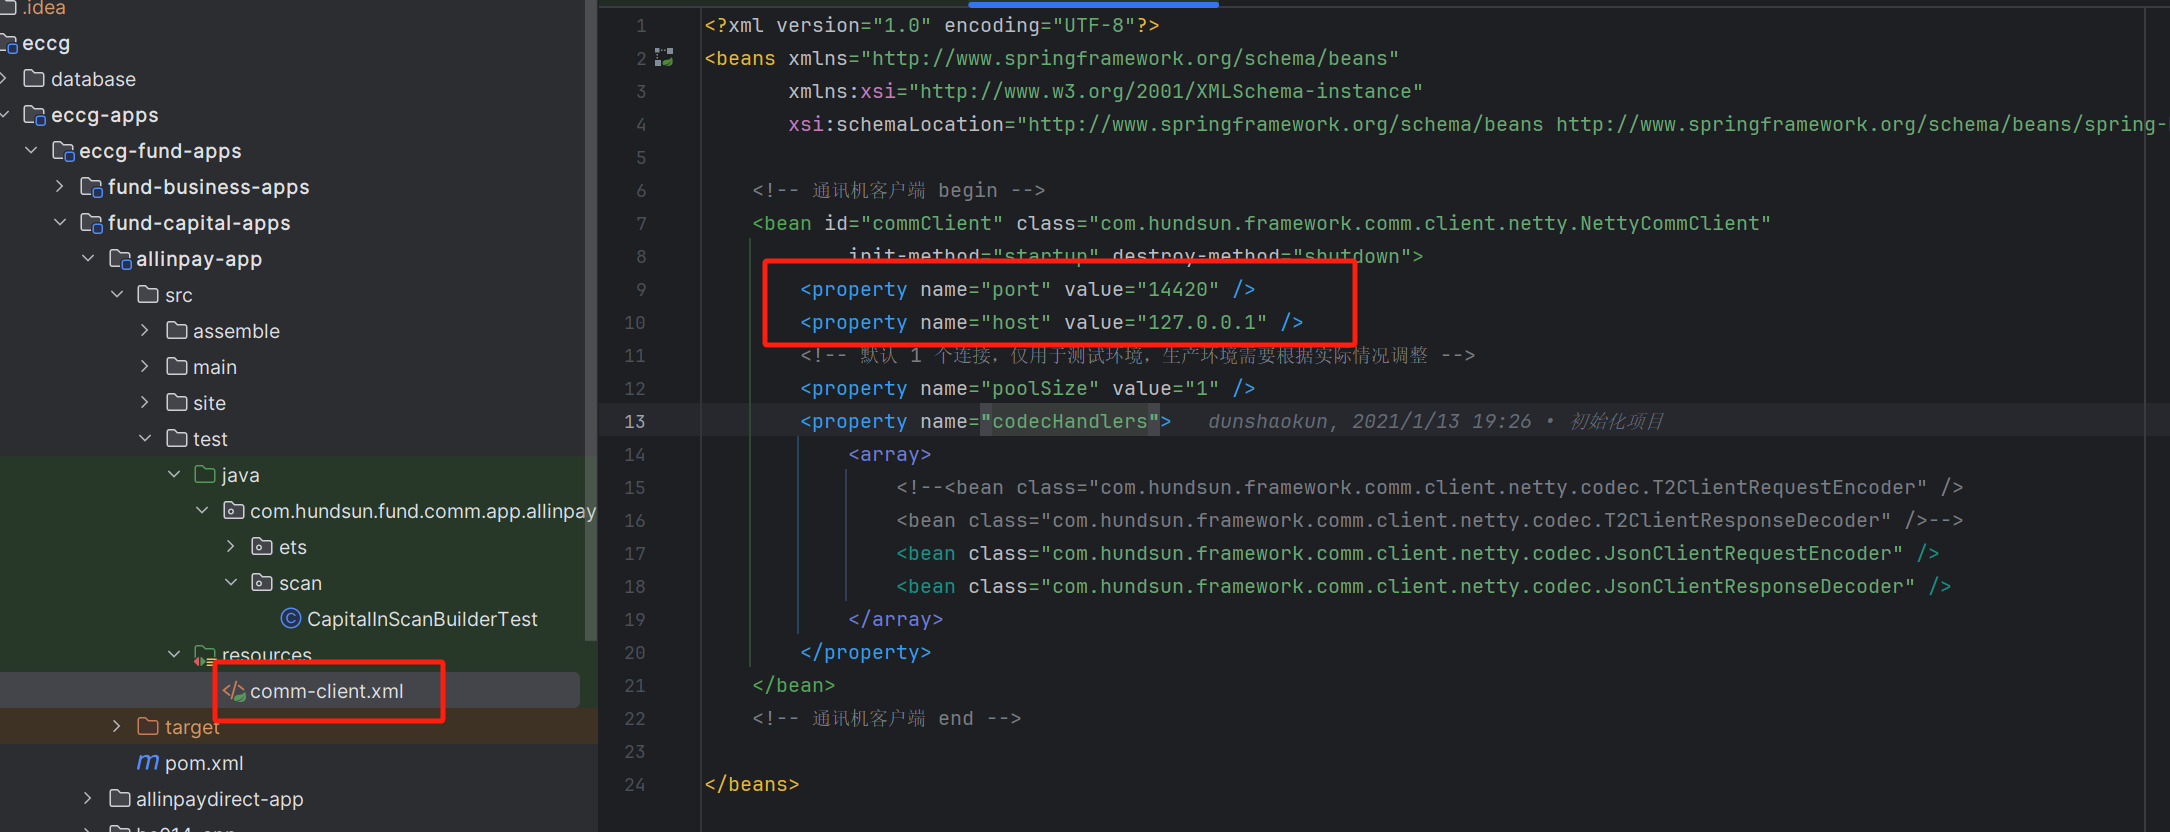 .idea
eccg
database
eccg-apps
eccg-fund-apps
fund-business-apps
fund-capital-apps
allinpay-app
src
assemble
main
site
test
java
com.hundsun.fund.comm.app.allinpay
ets
scan
CapitalInScanBuilderTest
resources
comm-client.xml
target
pom.xml
allinpaydirect-app
1 <?xml version="1.0" encoding="UTF-8"?>
2 <beans xmlns="http://www.springframework.org/schema/beans"
3 xmlns:xsi="http://www.w3.org/2001/XMLSchema-instance"
4 xsi:schemaLocation="http://www.springframework.org/schema/beans http://www.springframework.org/schema/beans/spring-
5
6 <!-- 通讯机客户端 begin -->
7 <bean id="commClient" class="com.hundsun.framework.comm.client.netty.NettyCommClient"
8 init-method="startup" destroy-method="shutdown">
9 <property name="port" value="14420" />
10 <property name="host" value="127.0.0.1" />
11 <!-- 默认 1 个连接，仅用于测试环境，生产环境需要根据实际情况调整 -->
12 <property name="poolSize" value="1" />
13 <property name="codecHandlers"> dunshaokun, 2021/1/13 19:26 • 初始化项目
14 <array>
15 <!--<bean class="com.hundsun.framework.comm.client.netty.codec.T2ClientRequestEncoder" />
16 <bean class="com.hundsun.framework.comm.client.netty.codec.T2ClientResponseDecoder" />-->
17 <bean class="com.hundsun.framework.comm.client.netty.codec.JsonClientRequestEncoder" />
18 <bean class="com.hundsun.framework.comm.client.netty.codec.JsonClientResponseDecoder" />
19 </array>
20 </property>
21 </bean>
22 <!-- 通讯机客户端 end -->
23
24 </beans>